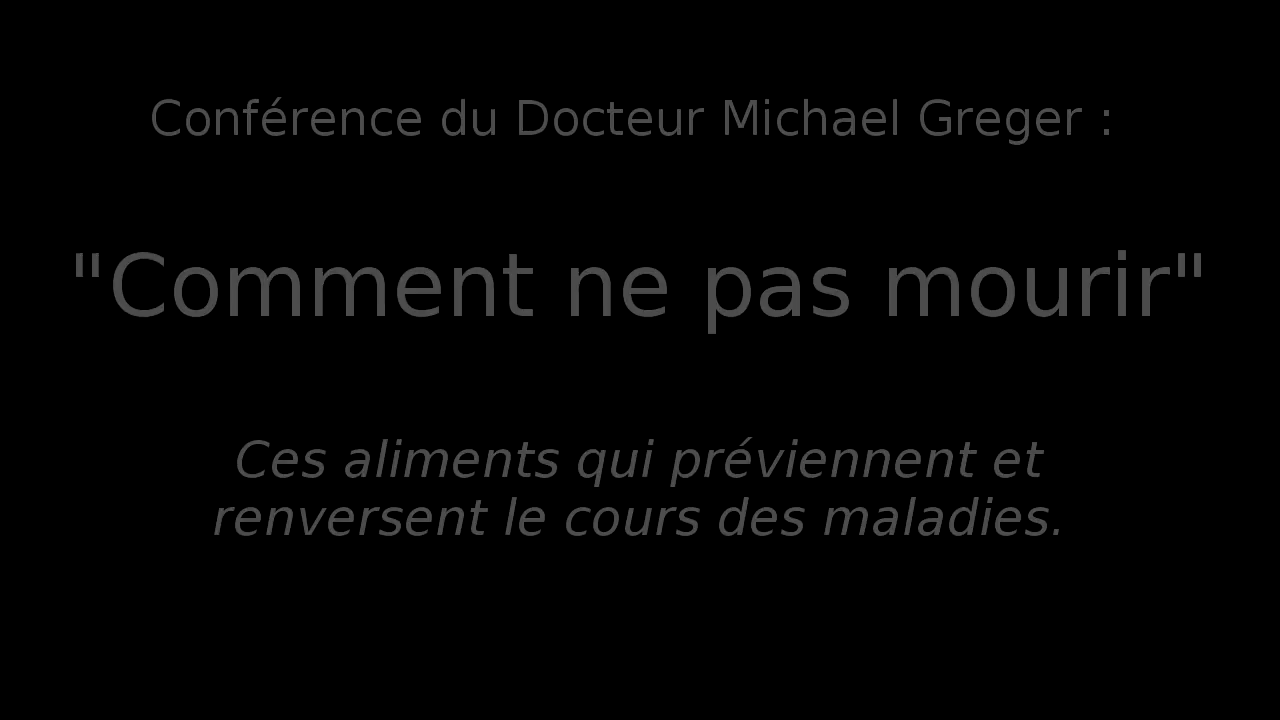 Conférence du Docteur Michael Greger :
"Comment ne pas mourir"
Ces aliments qui préviennent et
renversent le cours des maladies.